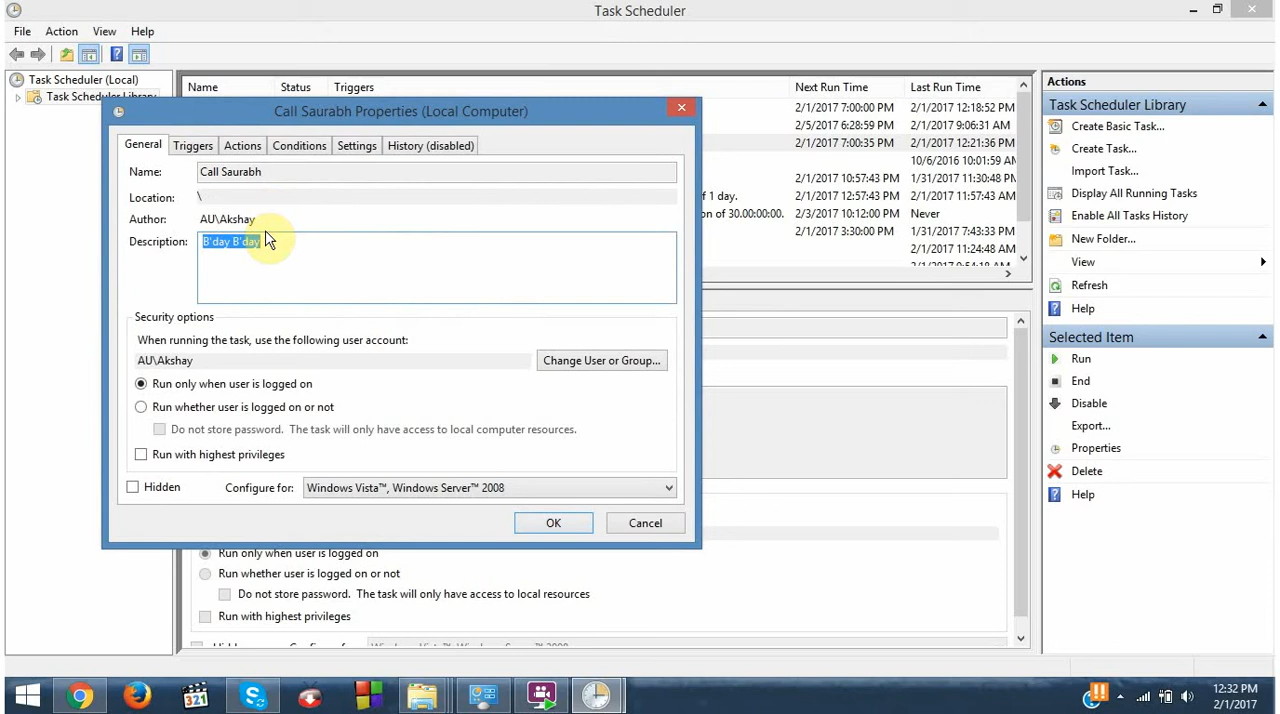 Task Scheduler
File Action View Help
Task Scheduler (Local)
Task Scheduler Library
Name Status Triggers Next Run Time Last Run Time
2/1/2017 7:00:00 PM 2/1/2017 12:18:52 PM
2/5/2017 6:28:59 PM 2/1/2017 9:06:31 AM
2/1/2017 7:00:35 PM 2/1/2017 12:21:36 PM
10/6/2016 10:01:59 AM
2/1/2017 10:57:43 PM 1/31/2017 11:30:48 PM
of 1 day. 2/1/2017 11:57:43 PM 2/1/2017 11:57:43 AM
on of 30.00:00:00. 2/3/2017 10:12:00 PM Never
2/1/2017 3:30:00 PM
1/31/2017 7:43:33 PM
2/1/2017 12:00:34 PM
Call Saurabh Properties (Local Computer)
General Triggers Actions Conditions Settings History (disabled)
Name: Call Saurabh
Location: \
Author: AU\Akshay
Description: B'day B'day
Security options
When running the task, use the following user account:
AU\Akshay Change User or Group...
Run only when user is logged on
Run whether user is logged on or not
Do not store password. The task will only have access to local computer resources.
Run with highest privileges
Hidden Configure for: Windows Vista™, Windows Server™ 2008
OK Cancel
Run only when user is logged on
Run whether user is logged on or not
Do not store password. The task will only have access to local resources
Run with highest privileges
Actions
Task Scheduler Library
Create Basic Task...
Create Task...
Import Task...
Display All Running Tasks
Enable All Tasks History
New Folder...
View
Refresh
Help
Selected Item
Run
End
Disable
Export...
Properties
Delete
Help
321
12:32 PM
2/1/2017